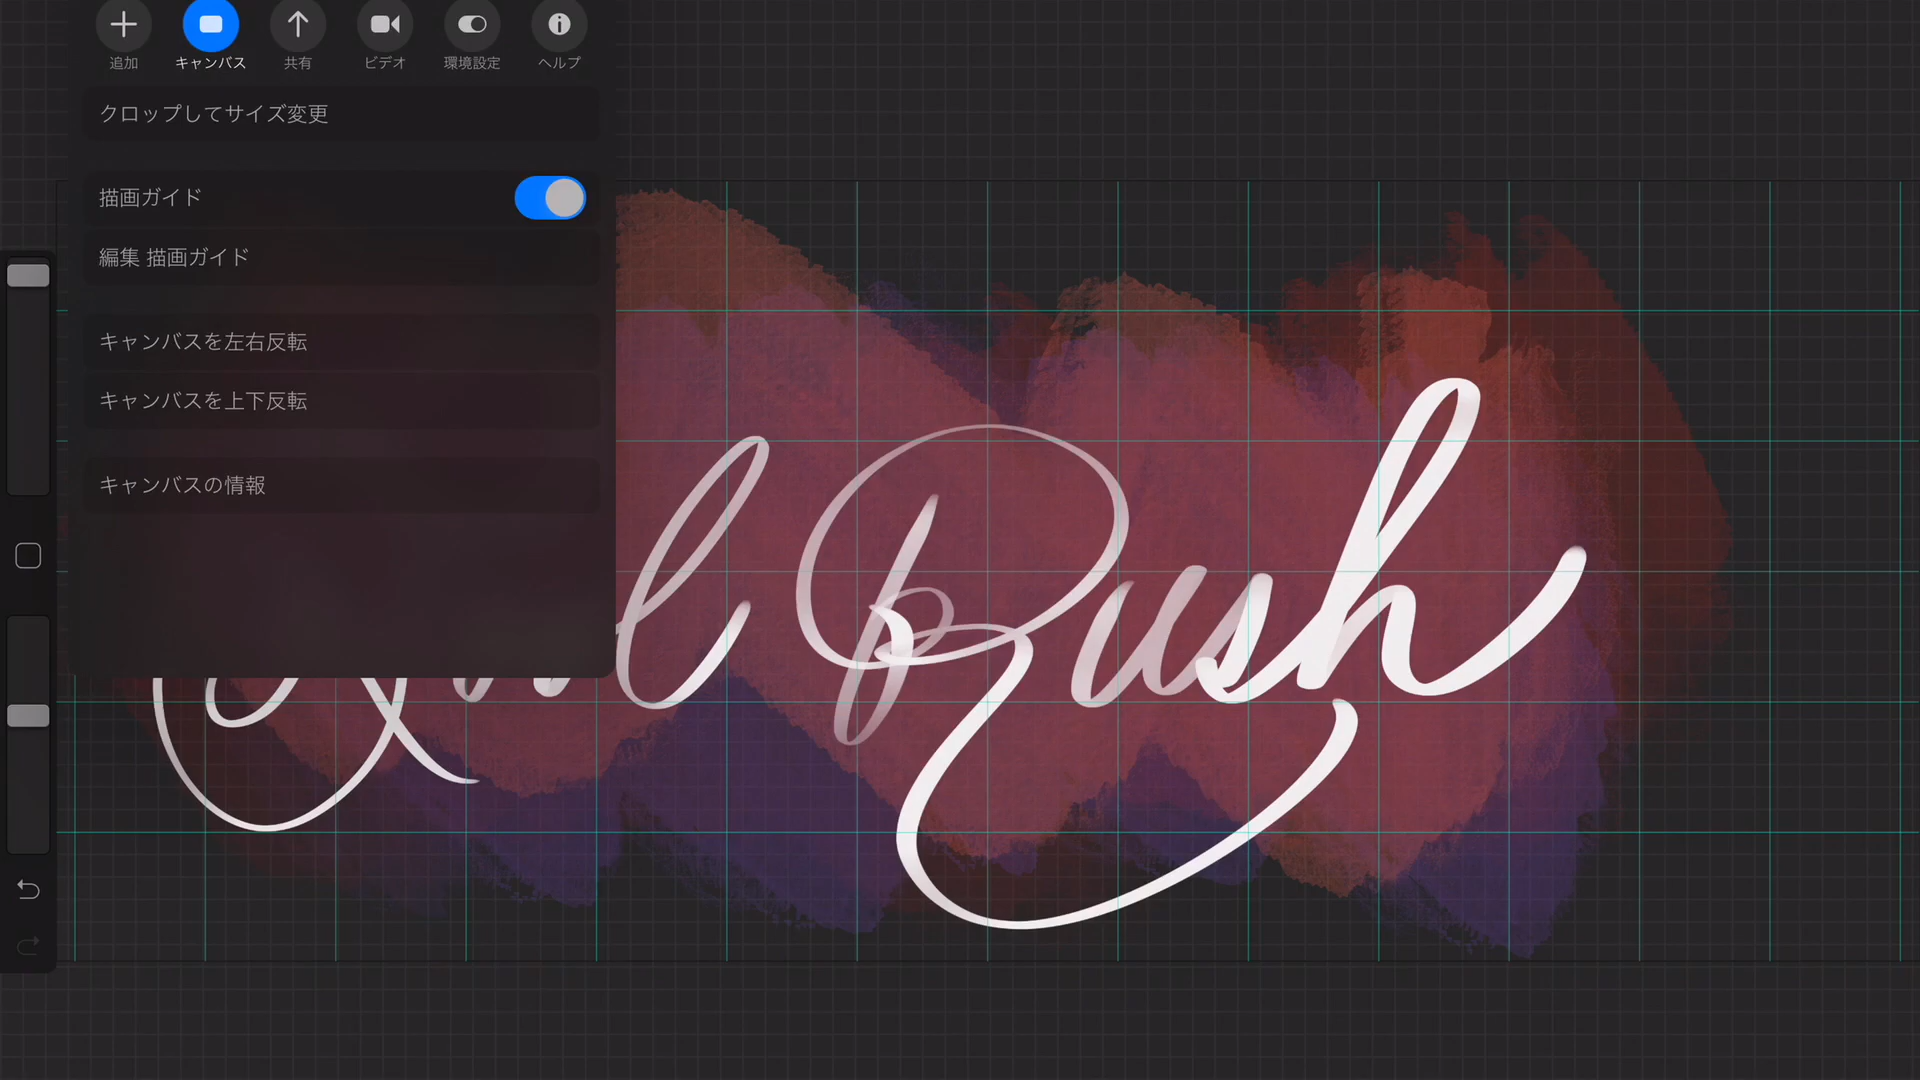 追加 キャンバス 共有 ビデオ 環境設定 ヘルプ
クロップしてサイズ変更
描画ガイド
編集 描画ガイド
キャンバスを左右反転
キャンバスを上下反転
キャンバスの情報
Rush